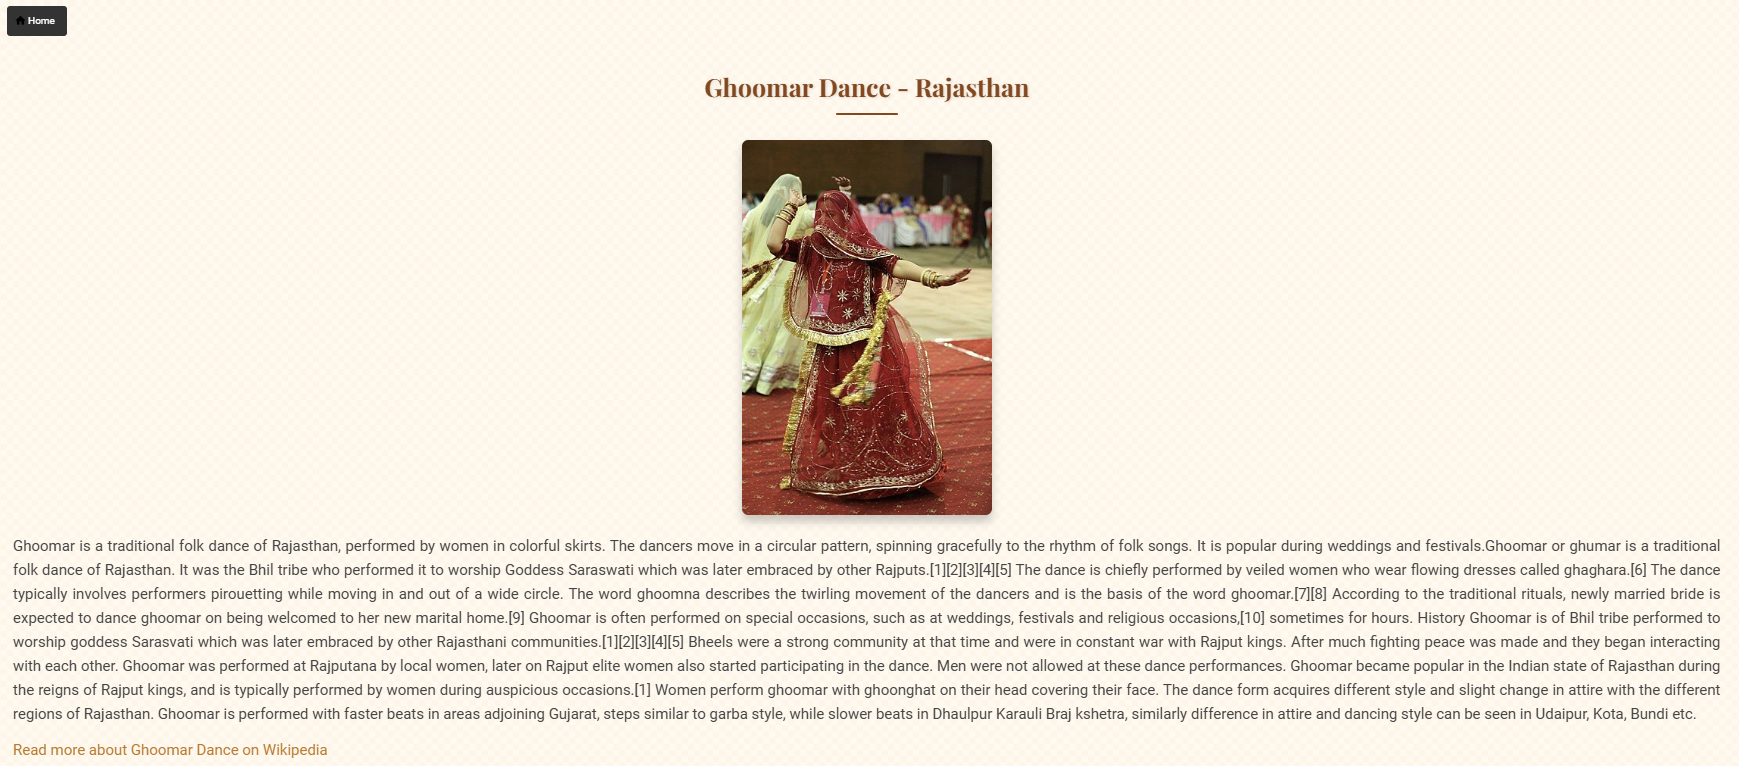 Home
Ghoomar Dance - Rajasthan
Ghoomar is a traditional folk dance of Rajasthan, performed by women in colorful skirts. The dancers move in a circular pattern, spinning gracefully to the rhythm of folk songs. It is popular during weddings and festivals.Ghoomar or ghumar is a traditional
folk dance of Rajasthan. It was the Bhil tribe who performed it to worship Goddess Saraswati which was later embraced by other Rajputs.[1][2][3][4][5] The dance is chiefly performed by veiled women who wear flowing dresses called ghaghara.[6] The dance
typically involves performers pirouetting while moving in and out of a wide circle. The word ghoomna describes the twirling movement of the dancers and is the basis of the word ghoomar.[7][8] According to the traditional rituals, newly married bride is
expected to dance ghoomar on being welcomed to her new marital home.[9] Ghoomar is often performed on special occasions, such as at weddings, festivals and religious occasions,[10] sometimes for hours. History Ghoomar is of Bhil tribe performed to
worship goddess Sarasvati which was later embraced by other Rajasthani communities.[1][2][3][4][5] Bheels were a strong community at that time and were in constant war with Rajput kings. After much fighting peace was made and they began interacting
with each other. Ghoomar was performed at Rajputana by local women, later on Rajput elite women also started participating in the dance. Men were not allowed at these dance performances. Ghoomar became popular in the Indian state of Rajasthan during
the reigns of Rajput kings, and is typically performed by women during auspicious occasions.[1] Women perform ghoomar with ghoonghat on their head covering their face. The dance form acquires different style and slight change in attire with the different
regions of Rajasthan. Ghoomar is performed with faster beats in areas adjoining Gujarat, steps similar to garba style, while slower beats in Dhaulpur Karauli Braj kshetra, similarly difference in attire and dancing style can be seen in Udaipur, Kota, Bundi etc.
Read more about Ghoomar Dance on Wikipedia